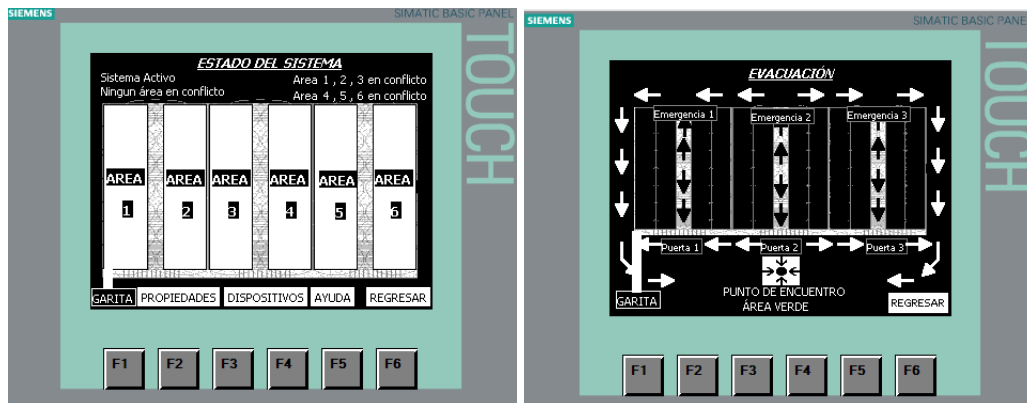 SIEMENS
SIMATIC BASIC PANEL
TOUCH
ESTADO DEL SISTEMA
Sistema Activo
Ningun área en conflicto
Area 1 , 2 , 3 en conflicto
Area 4 , 5 , 6 en conflicto
AREA AREA AREA AREA AREA AREA
1 2 3 4 5 6
GARITA PROPIEDADES DISPOSITIVOS AYUDA REGRESAR
F1 F2 F3 F4 F5 F6
SIEMENS
SIMATIC BASIC PANE
TOUCH
EVACUACIÓN
Emergencia 1 Emergencia 2 Emergencia 3
Puerta 1 Puerta 2 Puerta 3
GARITA
PUNTO DE ENCUENTRO
ÁREA VERDE
REGRESAR
F1 F2 F3 F4 F5 F6